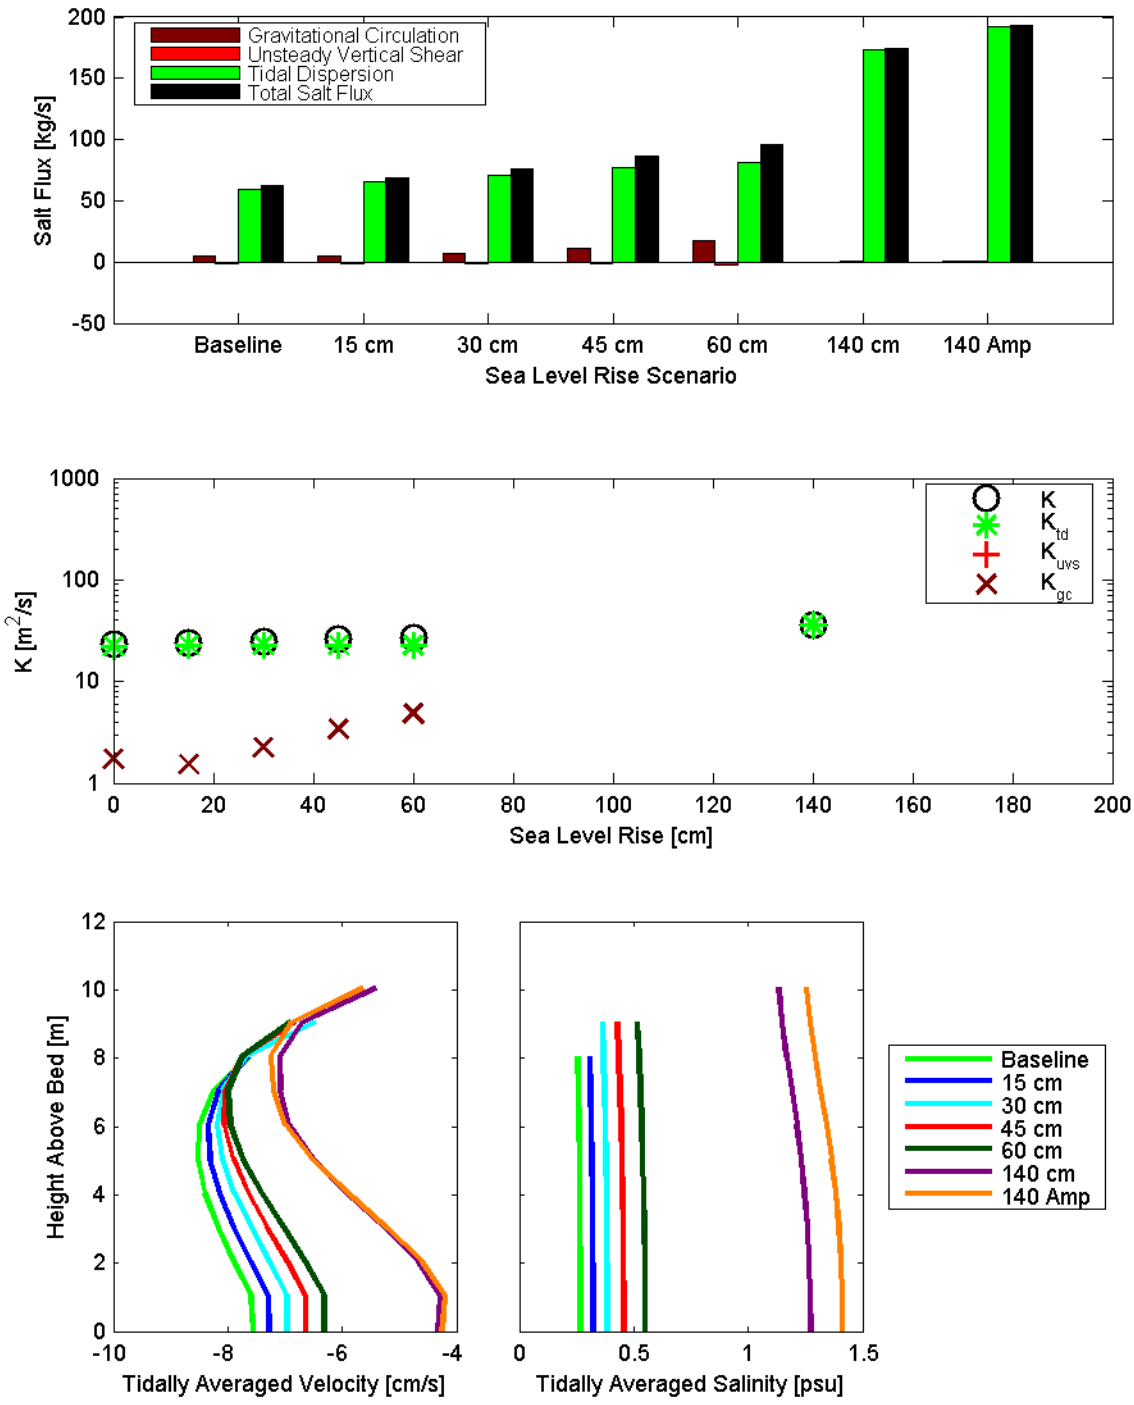 200
150
100
50
0
-50
Salt Flux [kg/s]
Gravitational Circulation
Unsteady Vertical Shear
Tidal Dispersion
Total Salt Flux
Baseline 15 cm 30 cm 45 cm 60 cm 140 cm 140 Amp
Sea Level Rise Scenario
1000
100
10
1
K [m²/s]
K
K_td
K_uvs
K_gc
0 20 40 60 80 100 120 140 160 180 200
Sea Level Rise [cm]
12
10
8
6
4
2
0
Height Above Bed [m]
-10 -8 -6 -4
Tidally Averaged Velocity [cm/s]
0 0.5 1 1.5
Tidally Averaged Salinity [psu]
Baseline
15 cm
30 cm
45 cm
60 cm
140 cm
140 Amp